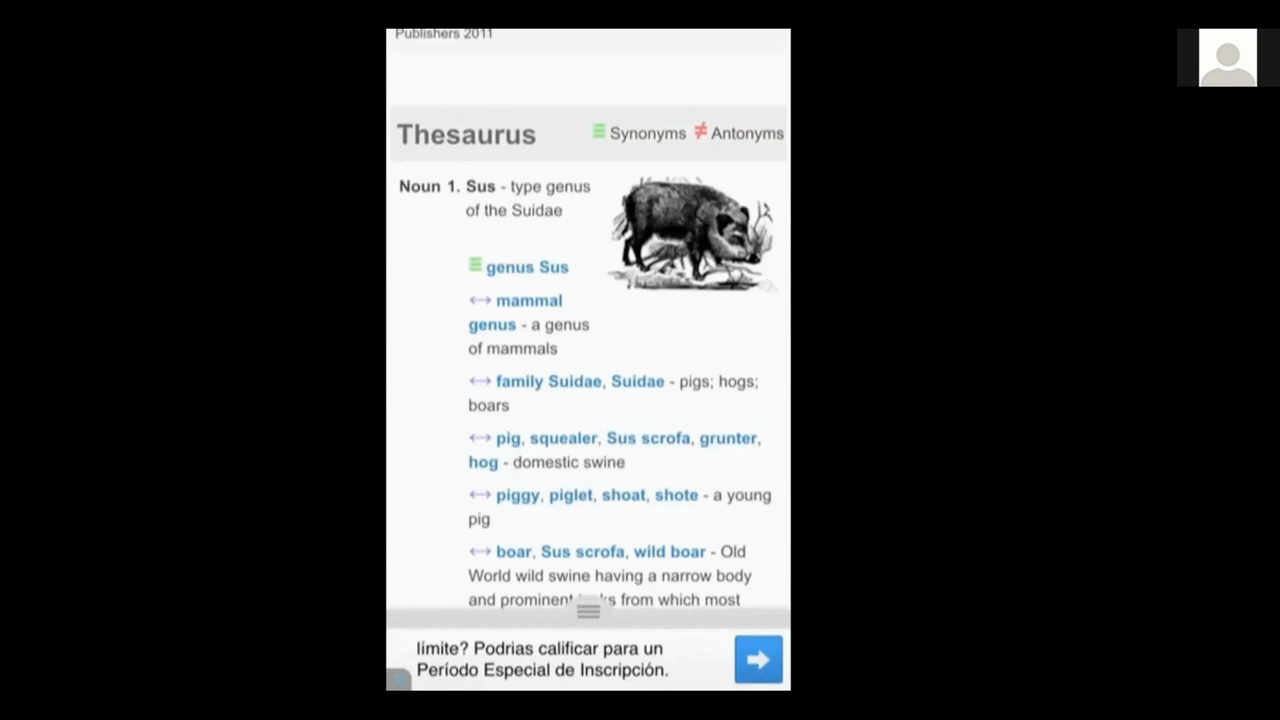 Publishers 2011
Thesaurus Synonyms Antonyms
Noun 1. Sus - type genus
of the Suidae
genus Sus
mammal
genus - a genus
of mammals
family Suidae, Suidae - pigs; hogs;
boars
pig, squealer, Sus scrofa, grunter,
hog - domestic swine
piggy, piglet, shoat, shote - a young
pig
boar, Sus scrofa, wild boar - Old
World wild swine having a narrow body
and prominent from which most
límite? Podrias calificar para un
Período Especial de Inscripción.